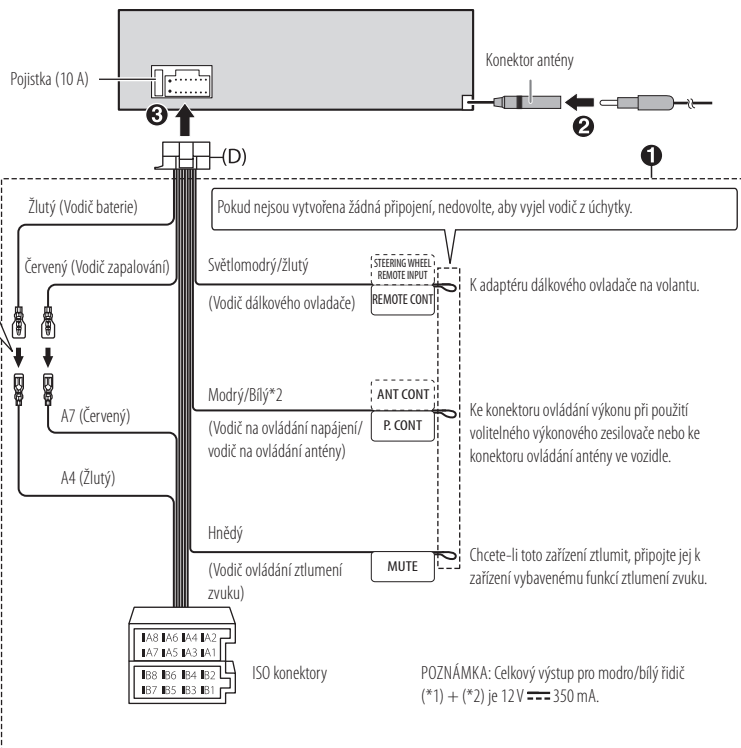 Pojistka (10 A)
Konektor antény
❸
❷
(D)
❶
Žlutý (Vodič baterie)
Pokud nejsou vytvořena žádná připojení, nedovolte, aby vyjel vodič z úchytky.
Červený (Vodič zapalování)
Světlomodrý/žlutý
(Vodič dálkového ovladače)
STEERING WHEEL
REMOTE INPUT
REMOTE CONT
K adaptéru dálkového ovladače na volantu.
Modrý/Bílý*2
(Vodič na ovládání napájení/
vodič na ovládání antény)
ANT CONT
P. CONT
Ke konektoru ovládání výkonu při použití
volitelného výkonového zesilovače nebo ke
konektoru ovládání antény ve vozidle.
A7 (Červený)
A4 (Žlutý)
Hnědý
(Vodič ovládání ztlumení
zvuku)
MUTE
Chcete-li toto zařízení ztlumit, připojte jej k
zařízení vybavenému funkcí ztlumení zvuku.
A8 A6 A4 A2
A7 A5 A3 A1
B8 B6 B4 B2
B7 B5 B3 B1
ISO konektory
POZNÁMKA: Celkový výstup pro modro/bílý řidič
(*1) + (*2) je 12 V ⎓ 350 mA.